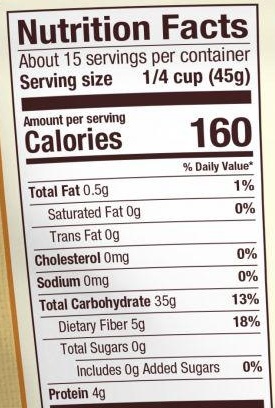 Nutrition Facts
About 15 servings per container
Serving size 1/4 cup (45g)
Amount per serving
Calories 160
% Daily Value*
Total Fat 0.5g 1%
Saturated Fat 0g 0%
Trans Fat 0g
Cholesterol 0mg 0%
Sodium 0mg 0%
Total Carbohydrate 35g 13%
Dietary Fiber 5g 18%
Total Sugars 0g
Includes 0g Added Sugars 0%
Protein 4g